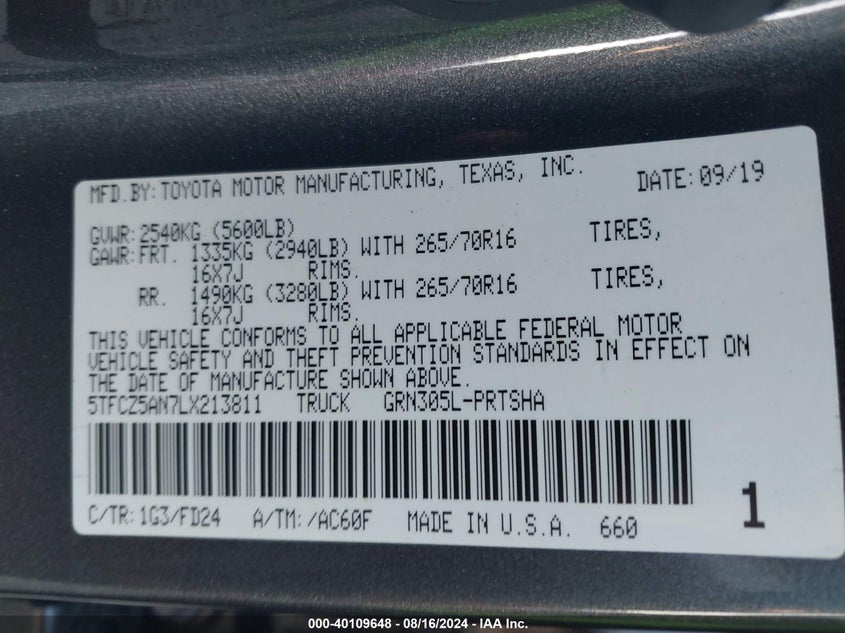 MFD.BY:TOYOTA MOTOR MANUFACTURING, TEXAS, INC. DATE:09/19
GVWR:2540KG (5600LB)
GAWR:FRT. 1335KG (2940LB) WITH 265/70R16 TIRES,
16X7J RIMS.
RR. 1490KG (3280LB) WITH 265/70R16 TIRES,
16X7J RIMS.
THIS VEHICLE CONFORMS TO ALL APPLICABLE FEDERAL MOTOR
VEHICLE SAFETY AND THEFT PREVENTION STANDARDS IN EFFECT ON
THE DATE OF MANUFACTURE SHOWN ABOVE.
5TFCZ5AN7LX213811 TRUCK GRN305L-PRTSHA
C/TR:1G3/FD24 A/TM:/AC60F MADE IN U.S.A. 660 1
000-40109648 - 08/16/2024 - IAA Inc.